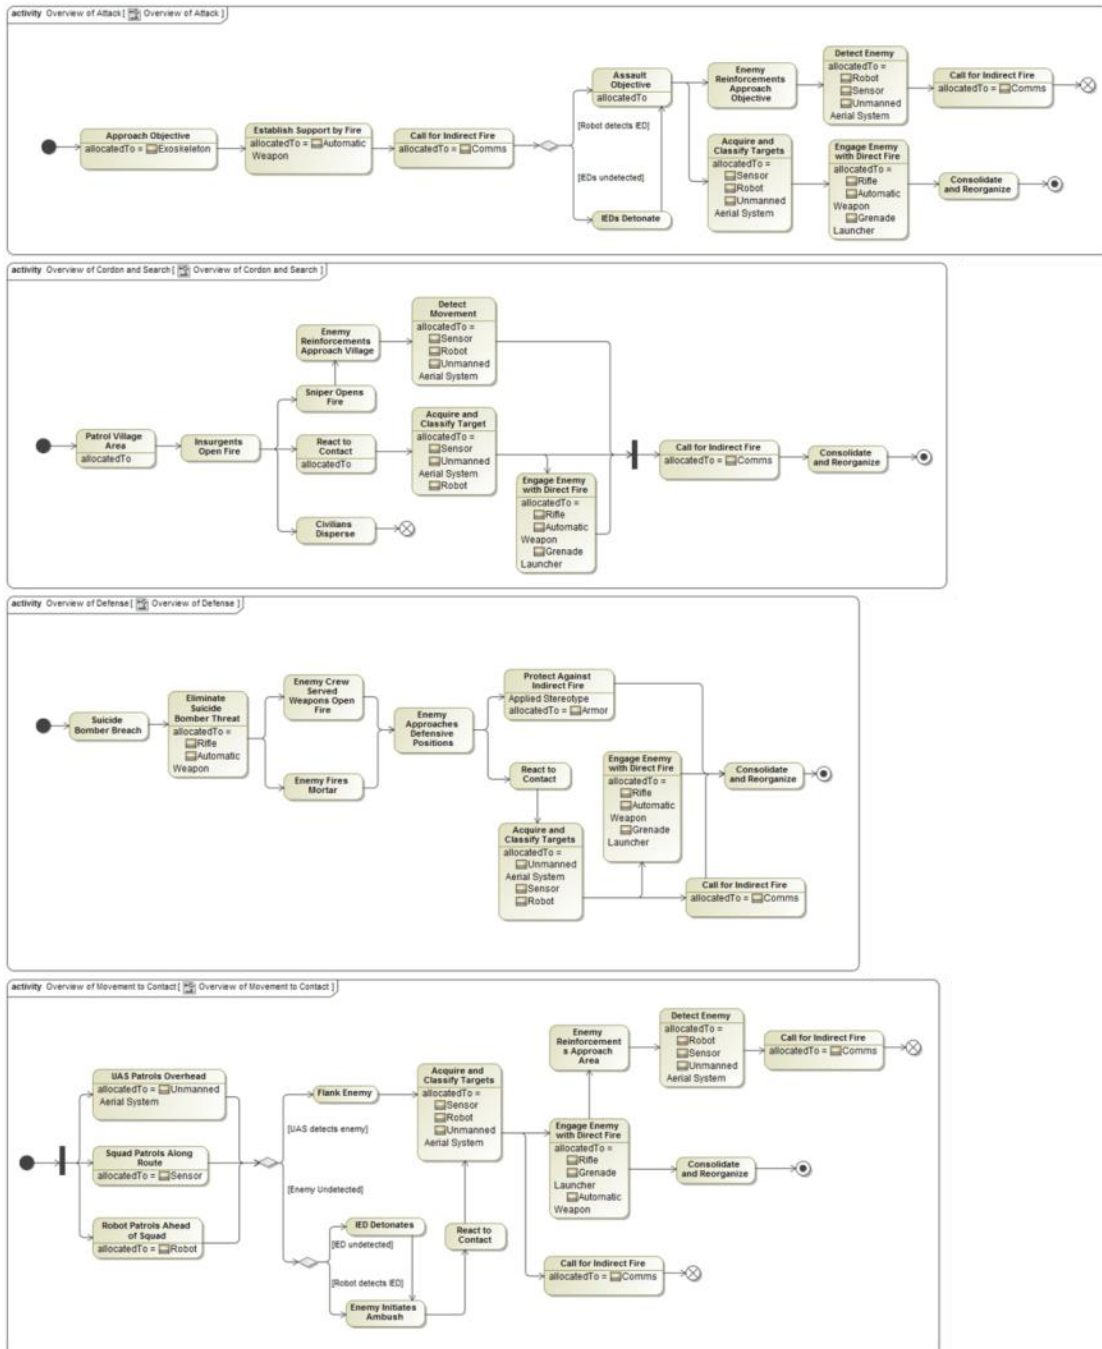 activity Overview of Attack [ Overview of Attack ]
Approach Objective
allocatedTo = Exoskeleton
Establish Support by Fire
allocatedTo = Automatic
Weapon
Call for Indirect Fire
allocatedTo = Comms
[Robot detects IED]
[IEDs undetected]
Assault
Objective
allocatedTo
IEDs Detonate
Enemy
Reinforcements
Approach
Objective
Detect Enemy
allocatedTo =
Robot
Sensor
Unmanned
Aerial System
Call for Indirect Fire
allocatedTo = Comms
Acquire and
Classify Targets
allocatedTo =
Sensor
Robot
Unmanned
Aerial System
Engage Enemy
with Direct Fire
allocatedTo =
Rifle
Automatic
Weapon
Grenade
Launcher
Consolidate
and Reorganize
activity Overview of Cordon and Search [ Overview of Cordon and Search ]
Patrol Village
Area
allocatedTo
Insurgents
Open Fire
Enemy
Reinforcements
Approach Village
Sniper Opens
Fire
React to
Contact
allocatedTo
Civilians
Disperse
Detect
Movement
allocatedTo =
Sensor
Robot
Unmanned
Aerial System
Acquire and
Classify Target
allocatedTo =
Sensor
Unmanned
Aerial System
Robot
Engage Enemy
with Direct Fire
allocatedTo =
Rifle
Automatic
Weapon
Grenade
Launcher
Call for Indirect Fire
allocatedTo = Comms
Consolidate
and Reorganize
activity Overview of Defense [ Overview of Defense ]
Suicide
Bomber Breach
Eliminate
Suicide
Bomber Threat
allocatedTo =
Rifle
Automatic
Weapon
Enemy Crew
Served
Weapons Open
Fire
Enemy Fires
Mortar
Enemy
Approaches
Defensive
Positions
Protect Against
Indirect Fire
Applied Stereotype
allocatedTo = Armor
React to
Contact
Acquire and
Classify Targets
allocatedTo =
Unmanned
Aerial System
Sensor
Robot
Engage Enemy
with Direct Fire
allocatedTo =
Rifle
Automatic
Weapon
Grenade
Launcher
Call for Indirect Fire
allocatedTo = Comms
Consolidate
and Reorganize
activity Overview of Movement to Contact [ Overview of Movement to Contact ]
UAS Patrols Overhead
allocatedTo = Unmanned
Aerial System
Squad Patrols Along
Route
allocatedTo = Sensor
Robot Patrols Ahead
of Squad
allocatedTo = Robot
Flank Enemy
[UAS detects enemy]
[Enemy Undetected]
IED Detonates
[IED undetected]
[Robot detects IED]
Enemy Initiates
Ambush
React to
Contact
Acquire and
Classify Targets
allocatedTo =
Sensor
Robot
Unmanned
Aerial System
Enemy
Reinforcement
s Approach
Area
Detect Enemy
allocatedTo =
Robot
Sensor
Unmanned
Aerial System
Call for Indirect Fire
allocatedTo = Comms
Engage Enemy
with Direct Fire
allocatedTo =
Rifle
Grenade
Launcher
Automatic
Weapon
Consolidate
and Reorganize
Call for Indirect Fire
allocatedTo = Comms